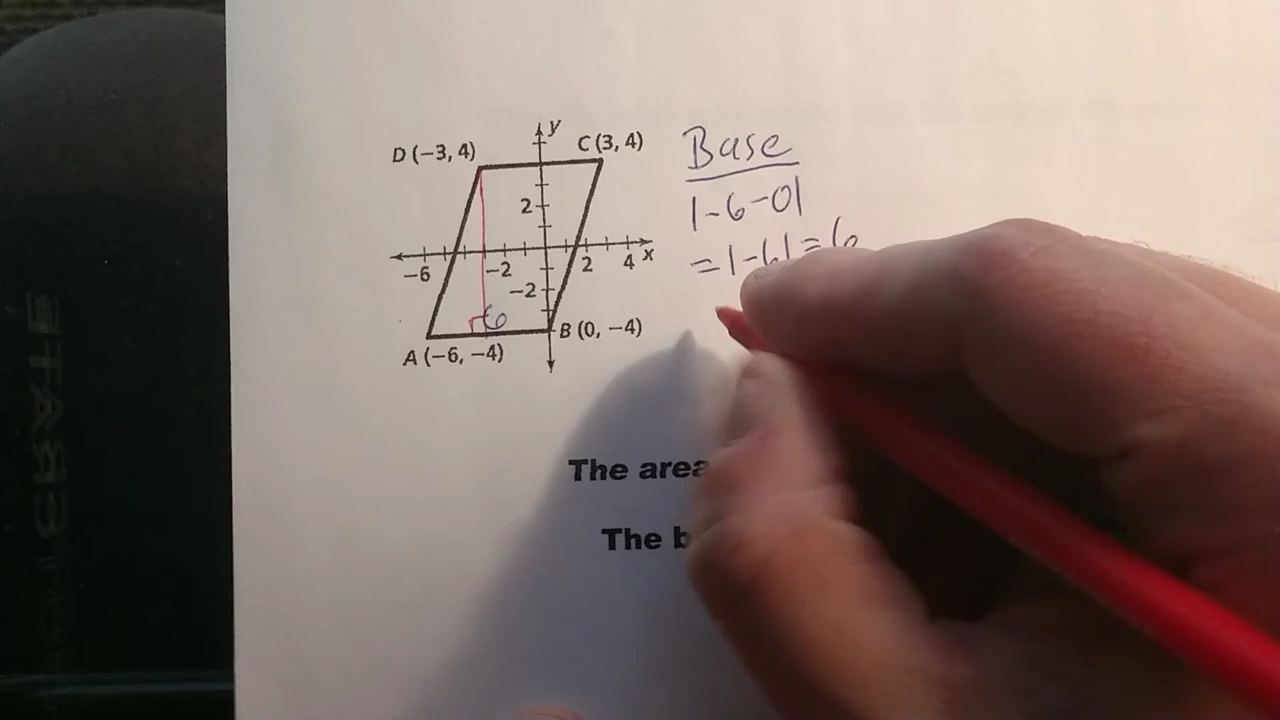 y
D (−3, 4)
C (3, 4)
2
−6
−2
2
4
x
−2
6
B (0, −4)
A (−6, −4)
Base
|-6-0|
=|-6|=6
The area
The b